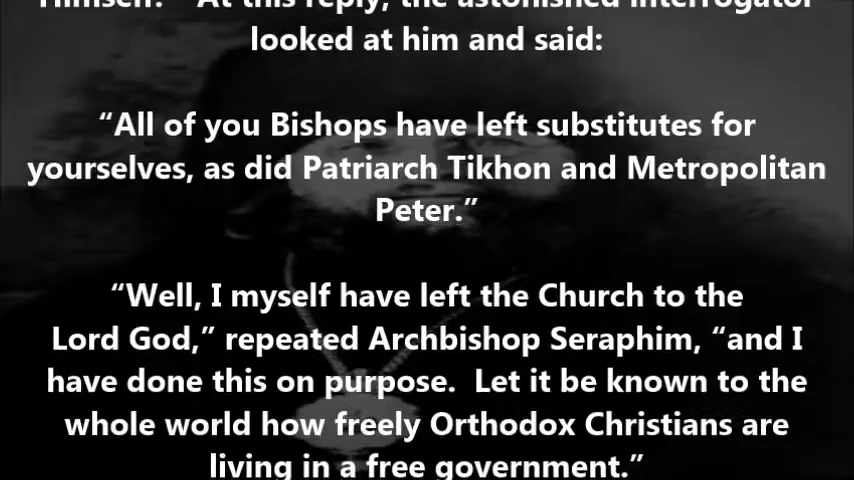 Himself." At this reply, the astonished interrogator
looked at him and said:
“All of you Bishops have left substitutes for
yourselves, as did Patriarch Tikhon and Metropolitan
Peter.”
“Well, I myself have left the Church to the
Lord God,” repeated Archbishop Seraphim, “and I
have done this on purpose. Let it be known to the
whole world how freely Orthodox Christians are
living in a free government.”